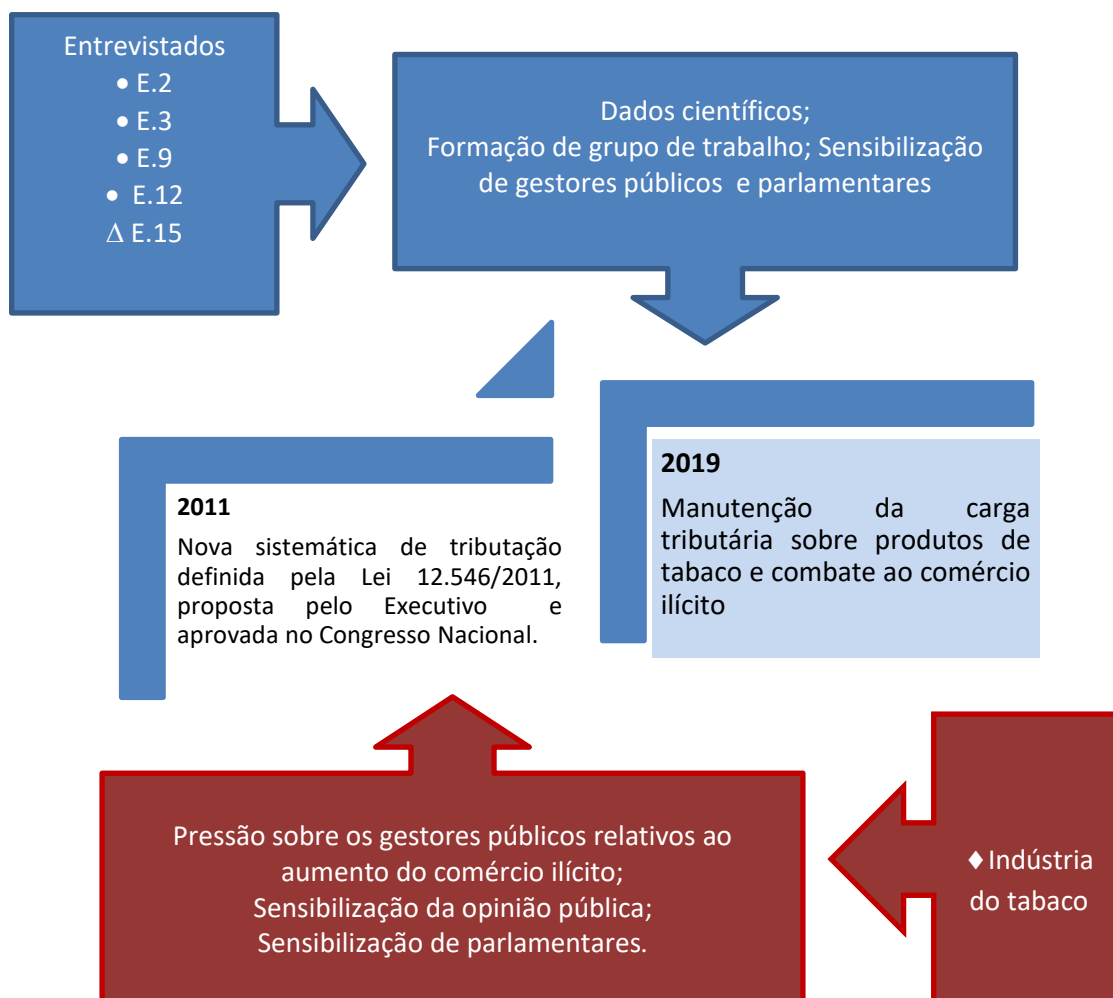 Entrevistados
• E.2
• E.3
• E.9
• E.12
∆ E.15
Dados científicos;
Formação de grupo de trabalho; Sensibilização
de gestores públicos e parlamentares
2011
Nova sistemática de tributação
definida pela Lei 12.546/2011,
proposta pelo Executivo e
aprovada no Congresso Nacional.
2019
Manutenção da carga
tributária sobre produtos de
tabaco e combate ao comércio
ilícito
Pressão sobre os gestores públicos relativos ao
aumento do comércio ilícito;
Sensibilização da opinião pública;
Sensibilização de parlamentares.
♦ Indústria
do tabaco